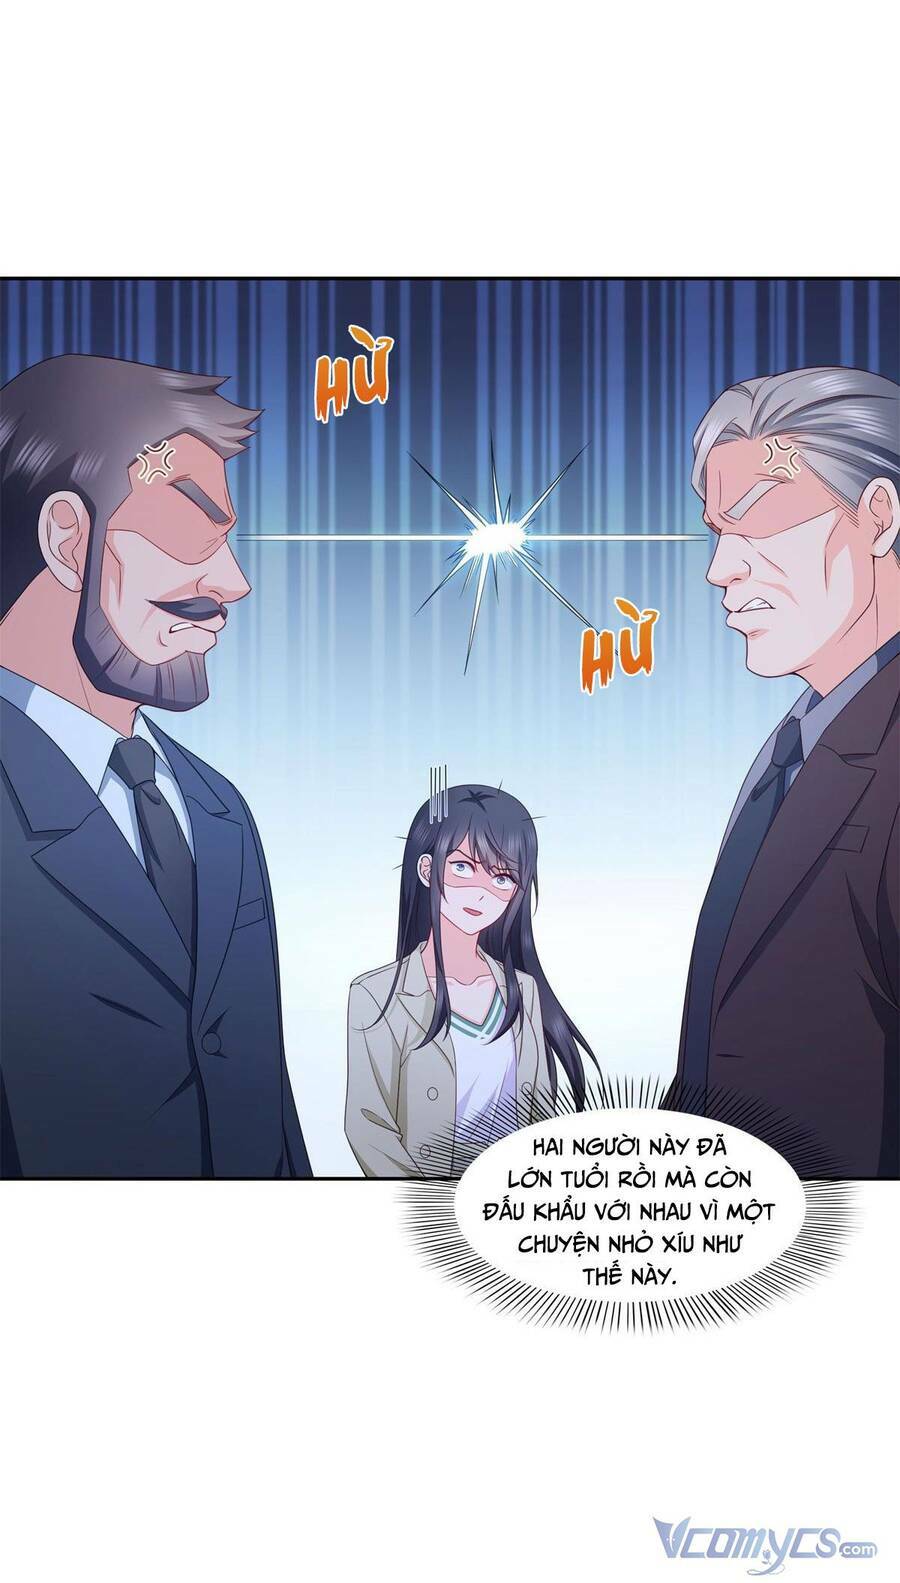 HỪ
HỪ
HAI NGƯỜI NÀY ĐÃ
LỚN TUỔI RỒI MÀ CÒN
ĐẤU KHẨU VỚI NHAU VÌ MỘT
CHUYỆN NHỎ XÍU NHƯ
THẾ NÀY.
VCOMYCS.com